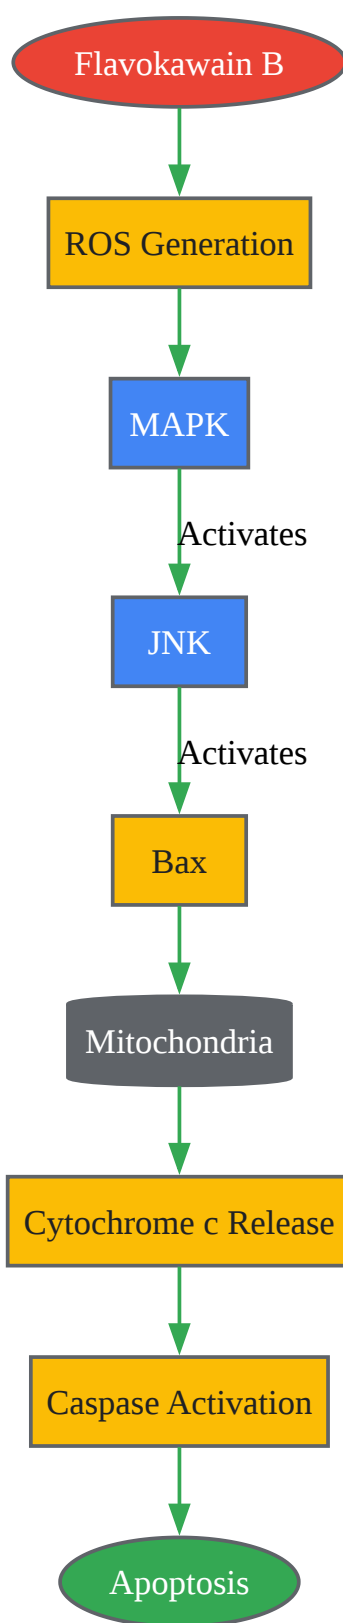 Flavokawain B
ROS Generation
MAPK
Activates
JNK
Activates
Bax
Mitochondria
Cytochrome c Release
Caspase Activation
Apoptosis